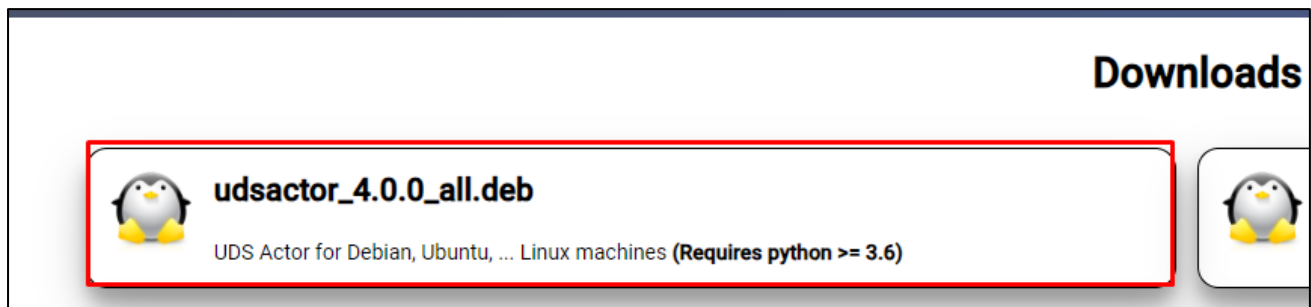 Downloads
udsactor_4.0.0_all.deb
UDS Actor for Debian, Ubuntu, ... Linux machines (Requires python >= 3.6)